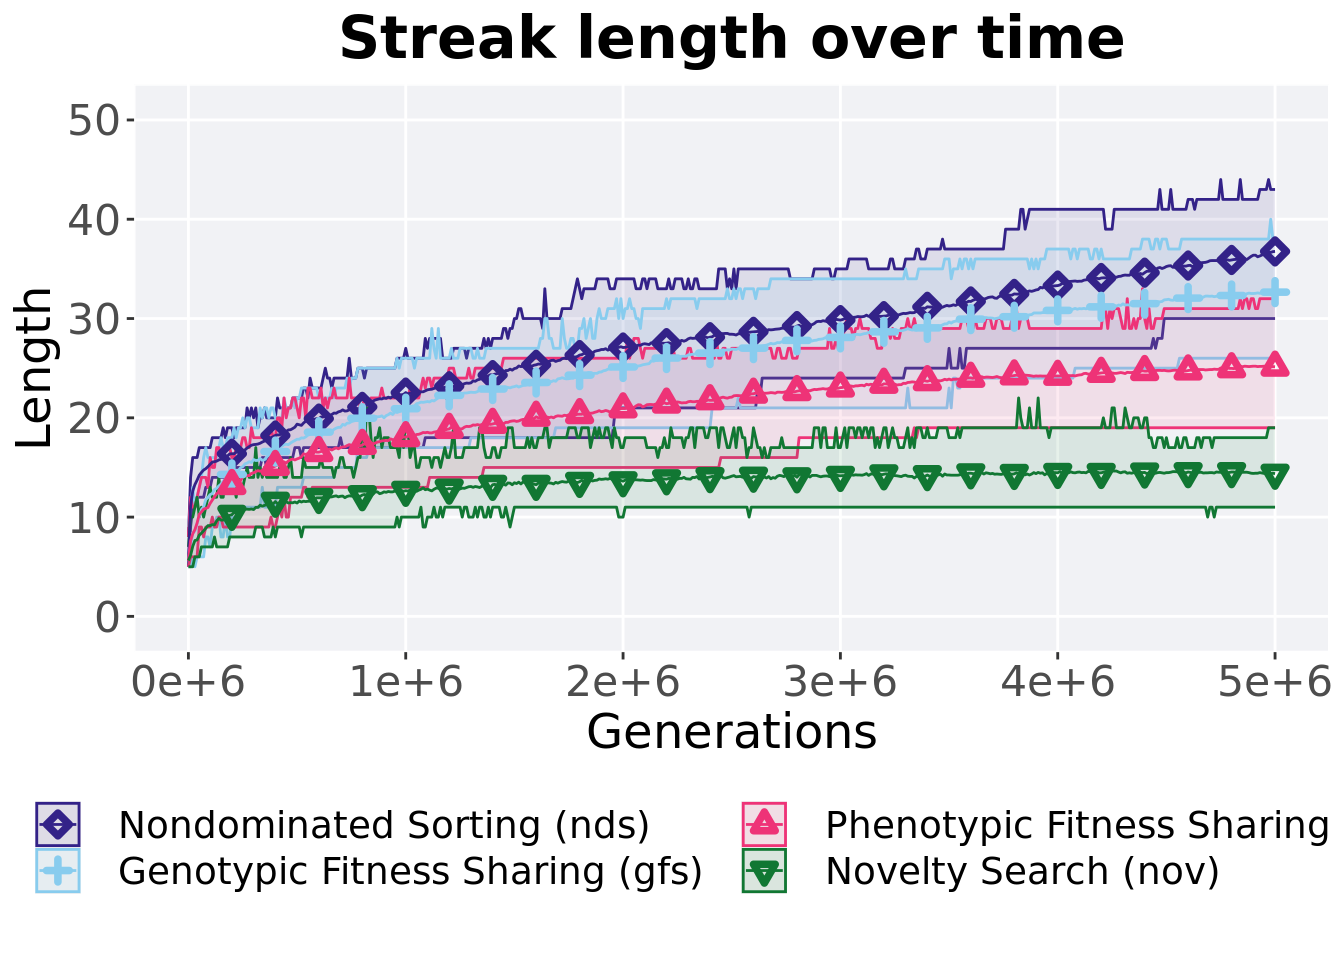 Streak length over time
50
40
30
20
10
0
Length
0e+6 1e+6 2e+6 3e+6 4e+6 5e+6
Generations
Nondominated Sorting (nds) Phenotypic Fitness Sharing
Genotypic Fitness Sharing (gfs) Novelty Search (nov)